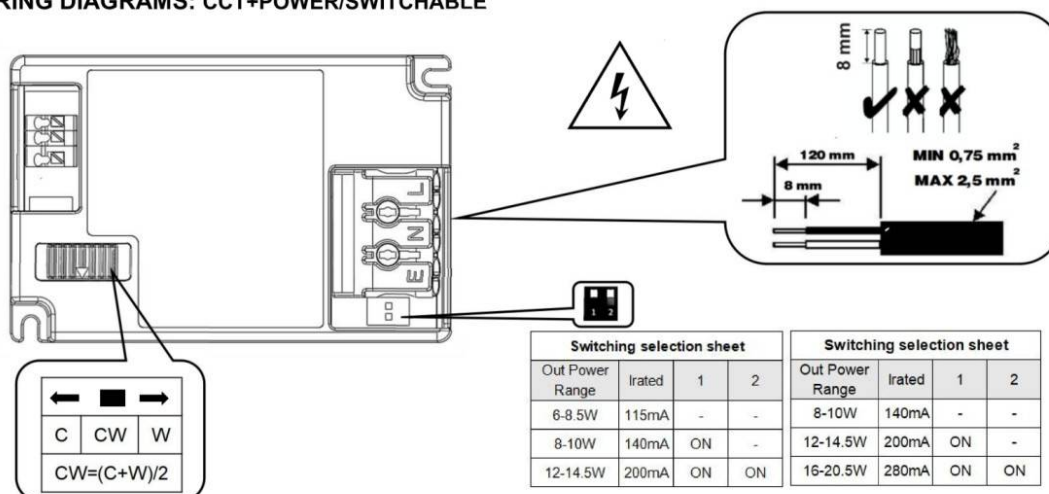 RING DIAGRAMS: CCT+POWER/SWITCHABLE
8 mm
120 mm
8 mm
MIN 0,75 mm²
MAX 2,5 mm²
L
N
E
1 2
C CW W
CW=(C+W)/2
Switching selection sheet
Out Power Range Irated 1 2
6-8.5W 115mA - -
8-10W 140mA ON -
12-14.5W 200mA ON ON
Switching selection sheet
Out Power Range Irated 1 2
8-10W 140mA - -
12-14.5W 200mA ON -
16-20.5W 280mA ON ON